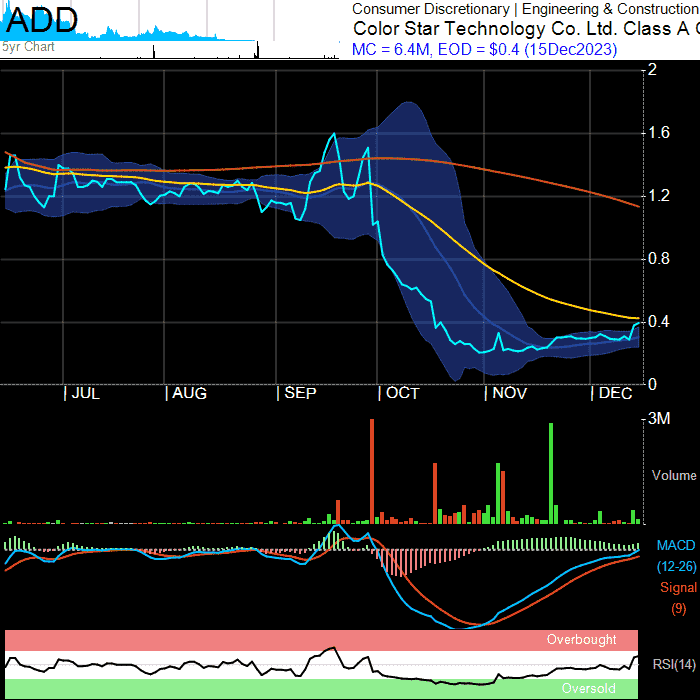 ADD
5yr Chart
Consumer Discretionary | Engineering & Construction
Color Star Technology Co. Ltd. Class A O
MC = 6.4M, EOD = $0.4 (15Dec2023)
2
1.6
1.2
0.8
0.4
0
JUL AUG SEP OCT NOV DEC
3M
Volume
MACD
(12-26)
Signal
(9)
Overbought
RSI(14)
Oversold